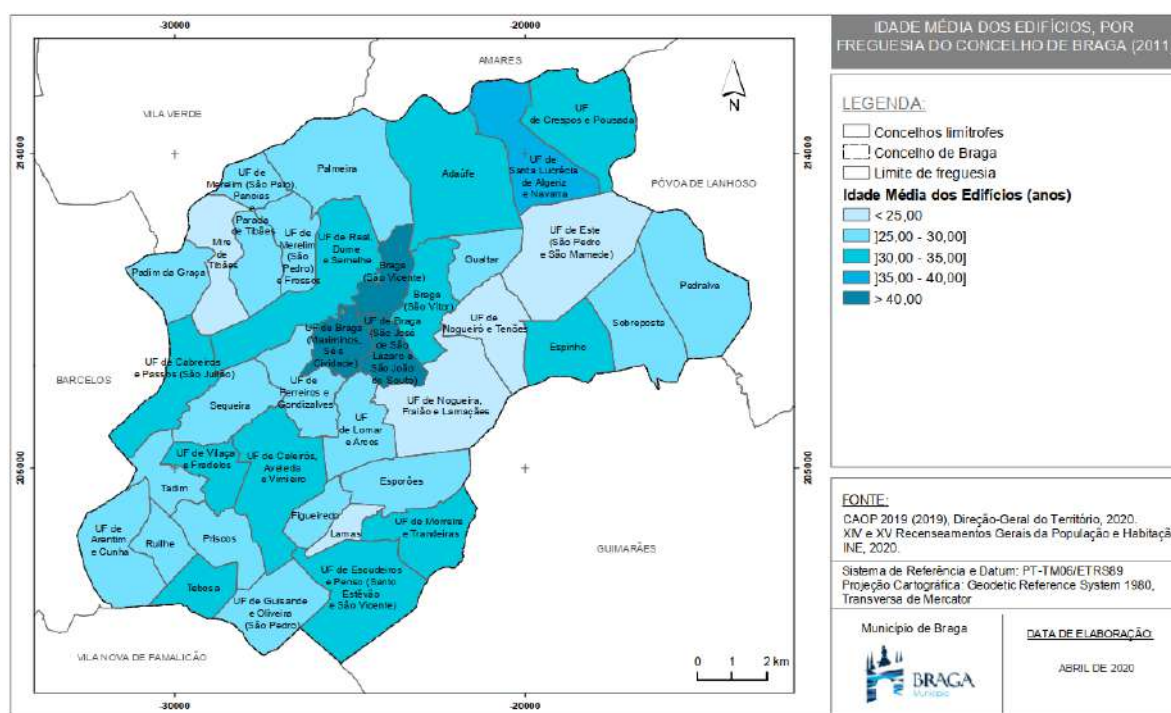 -30000
-20000
IDADE MÉDIA DOS EDIFÍCIOS, POR
FREGUESIA DO CONCELHO DE BRAGA (2011
AMARES
VILA VERDE
N
214000
214000
UF
de Crespos e Pousada
Palmeira
Adaúfe
UF de
Santa Lucrécia
de Algeriz
e Navarra
PÓVOA DE LANHOSO
UF de
Merelim (São Paio)
Panoias e
Parada
de Tibães
Mire
de
Tibães
UF de
Merelim
(São
Pedro)
e Frossos
UF de Real,
Dume
e Semelhe
UF de Este
(São Pedro
e São Mamede)
Gualtar
Padim da Graça
Braga
(São Vicente)
Braga
(São Vítor)
Pedralva
UF de Braga
(Maximinos,
Sé e
Cividade)
UF de Braga
(São José
de São
Lázaro e
São João
do Souto)
UF de
Nogueiró e Tenões
Sobreposta
Espinho
UF de Cabreiros
e Passos (São Julião)
BARCELOS
UF de
Ferreiros e
Gondizalves
Sequeira
UF de Nogueira,
Fraião e Lamaçães
UF
de Lomar
e Arcos
UF de Vilaça
e Fradelos
UF de Celeirós,
Aveleda
e Vimieiro
205000
205000
Tadim
Esporões
Figueiredo
Lamas
UF de Morreira
e Trandeiras
UF de
Arentim
e Cunha
Ruilhe
Priscos
GUIMARÃES
UF de Escudeiros
e Penso (Santo
Estêvão
e São Vicente)
Tebosa
UF de Guisande
e Oliveira
(São Pedro)
VILA NOVA DE FAMALICÃO
0 1 2 km
-30000
-20000
LEGENDA:
Concelhos limítrofes
Concelho de Braga
Limite de freguesia
Idade Média dos Edifícios (anos)
< 25,00
]25,00 - 30,00]
]30,00 - 35,00]
]35,00 - 40,00]
> 40,00
FONTE:
CAOP 2019 (2019), Direção-Geral do Território, 2020.
XIV e XV Recenseamentos Gerais da População e Habitaçã
INE, 2020.
Sistema de Referência e Datum: PT-TM06/ETRS89
Projeção Cartográfica: Geodetic Reference System 1980,
Transversa de Mercator
Município de Braga
BRAGA
Município
DATA DE ELABORAÇÃO:
ABRIL DE 2020